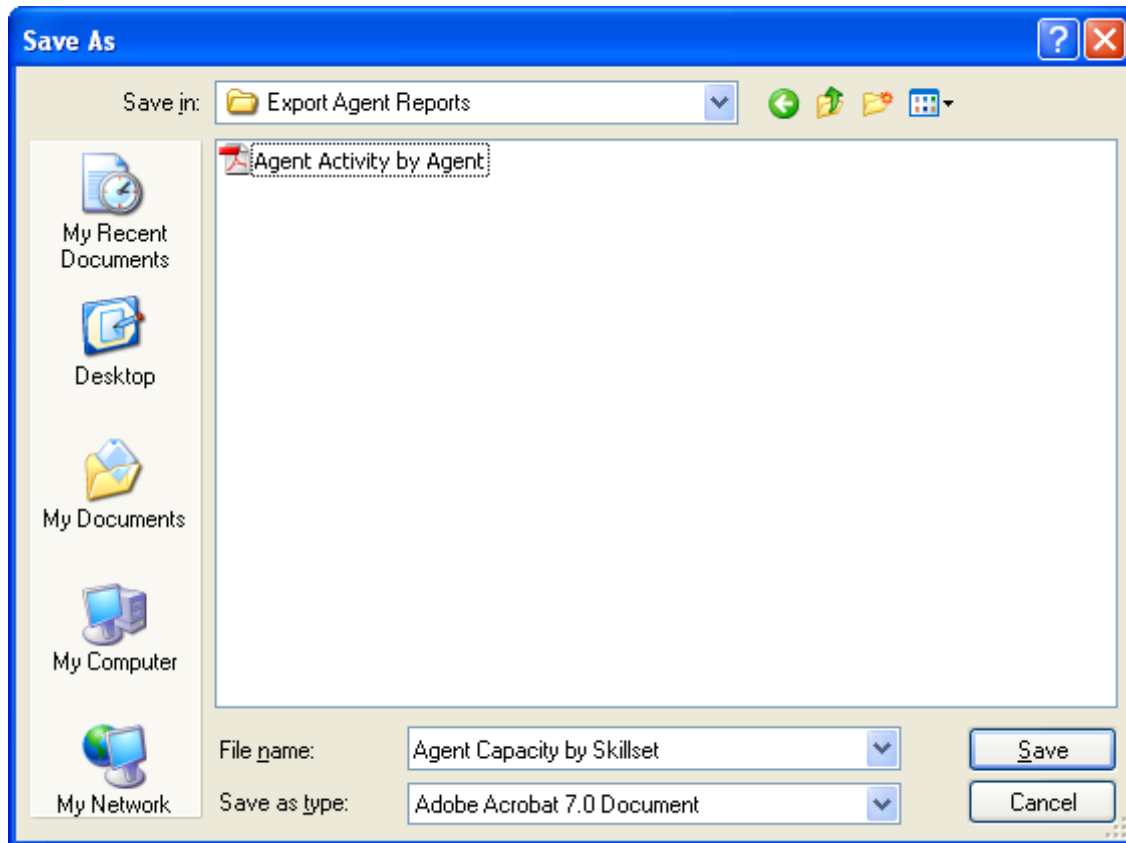 Save As
Save in: Export Agent Reports
Agent Activity by Agent
My Recent
Documents
Desktop
My Documents
My Computer
My Network
File name: Agent Capacity by Skillset Save
Save as type: Adobe Acrobat 7.0 Document Cancel